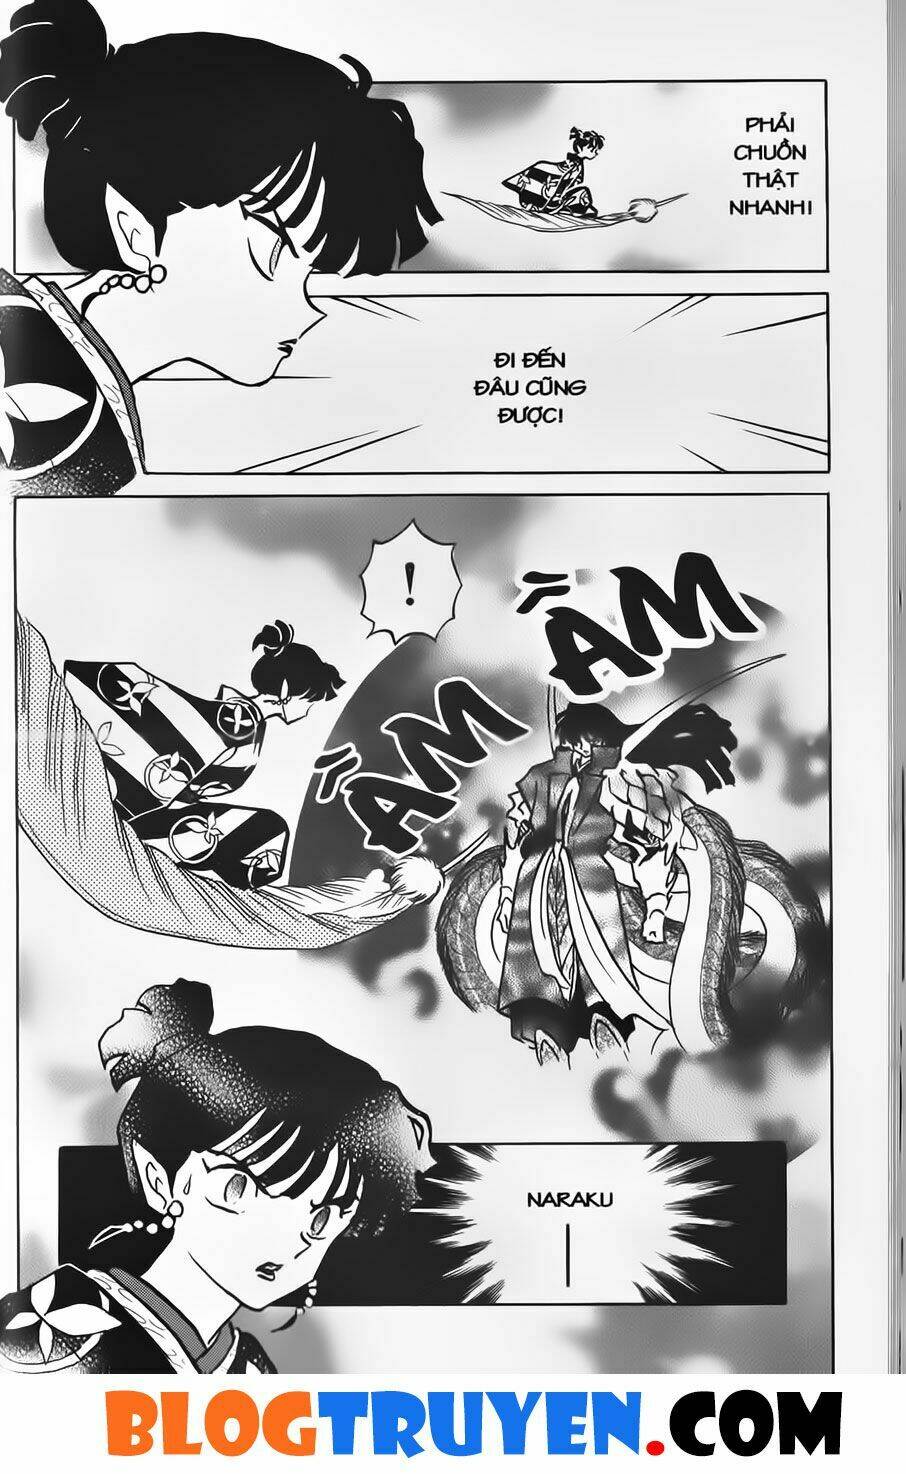 PHẢI
CHUỒN
THẬT
NHANH!
ĐI ĐẾN
ĐÂU CŨNG
ĐƯỢC!
!
ẦM
ẦM
NARAKU
BLOGTRUYEN.COM